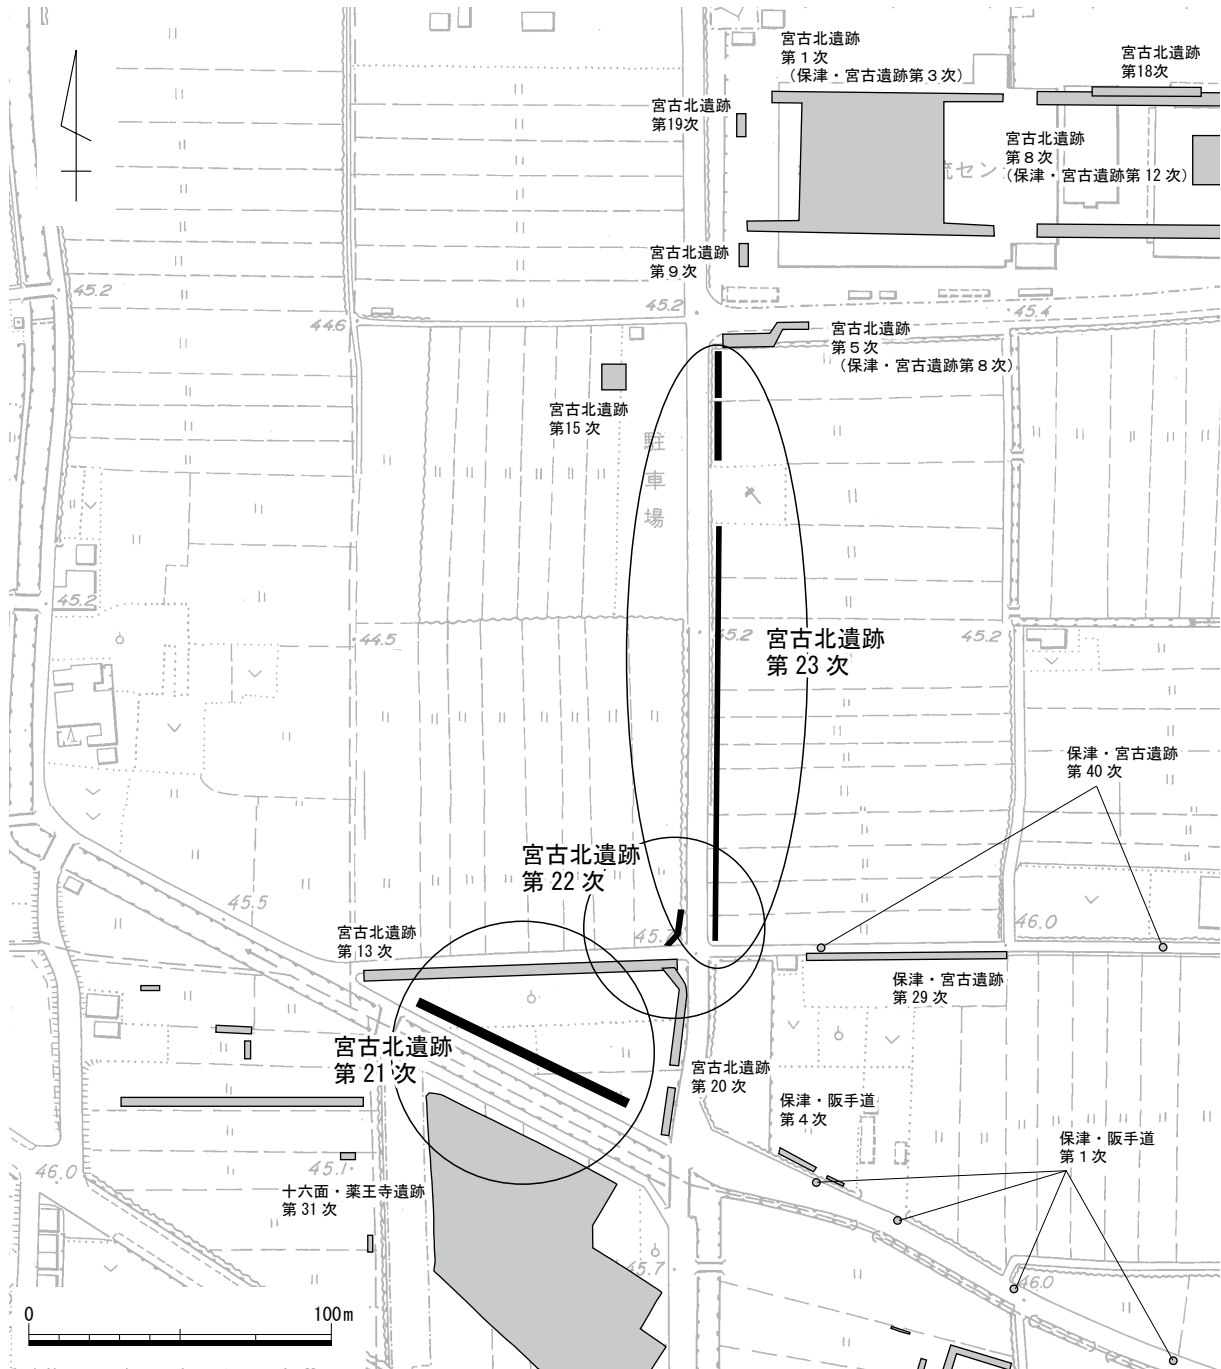 宮古北遺跡
第１次
（保津・宮古遺跡第３次）
宮古北遺跡
第18次
宮古北遺跡
第19次
宮古北遺跡
第８次
（保津・宮古遺跡第 12 次）
流セン
宮古北遺跡
第９次
45.2
45.2
45.4
44.6
宮古北遺跡
第５次
（保津・宮古遺跡第８次）
宮古北遺跡
第15 次
駐
車
場
45.2
44.5
45.2
45.2
宮古北遺跡
第 23 次
保津・宮古遺跡
第 40 次
宮古北遺跡
第 22 次
45.5
46.0
宮古北遺跡
第 13 次
45.7
保津・宮古遺跡
第 29 次
宮古北遺跡
第 21 次
宮古北遺跡
第 20 次
保津・阪手道
第４次
保津・阪手道
第１次
46.0
45.1
十六面・薬王寺遺跡
第 31 次
45.7
46.0
0
100m